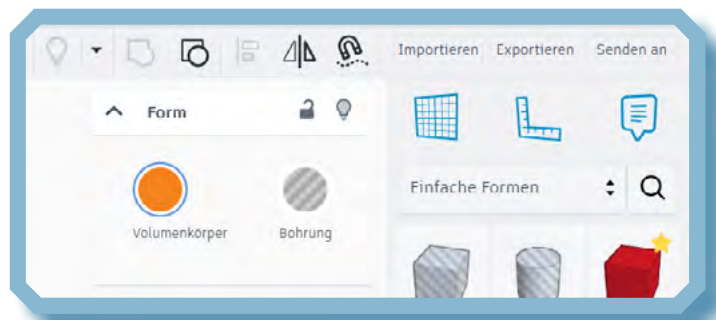 Importieren Exportieren Senden an
Form
Einfache Formen
Volumenkörper Bohrung